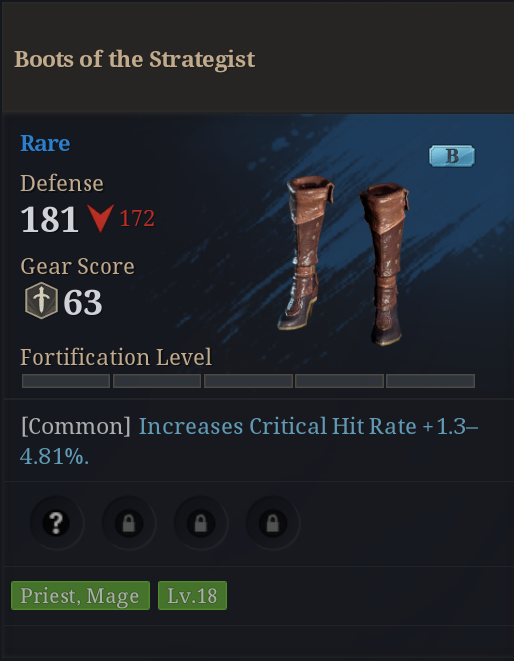 Boots of the Strategist
Rare
B
Defense
181 172
Gear Score
63
Fortification Level
[Common] Increases Critical Hit Rate +1.3–
4.81%.
?
Priest, Mage Lv.18